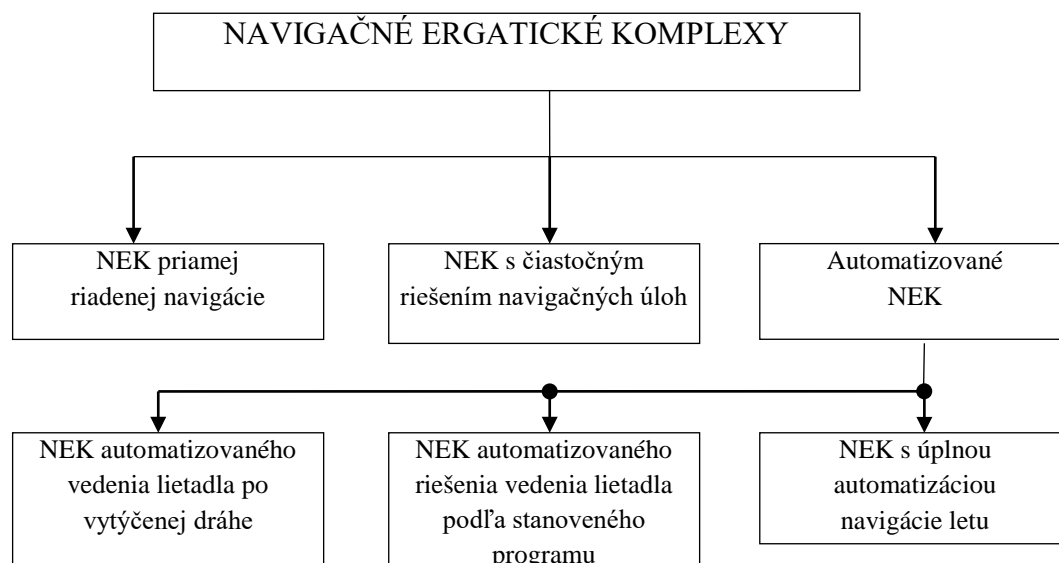 NAVIGAČNÉ ERGATICKÉ KOMPLEXY
NEK priamej
riadenej navigácie
NEK s čiastočným
riešením navigačných úloh
Automatizované
NEK
NEK automatizovaného
vedenia lietadla po
vytýčenej dráhe
NEK automatizovaného
riešenia vedenia lietadla
podľa stanoveného
programu
NEK s úplnou
automatizáciou
navigácie letu